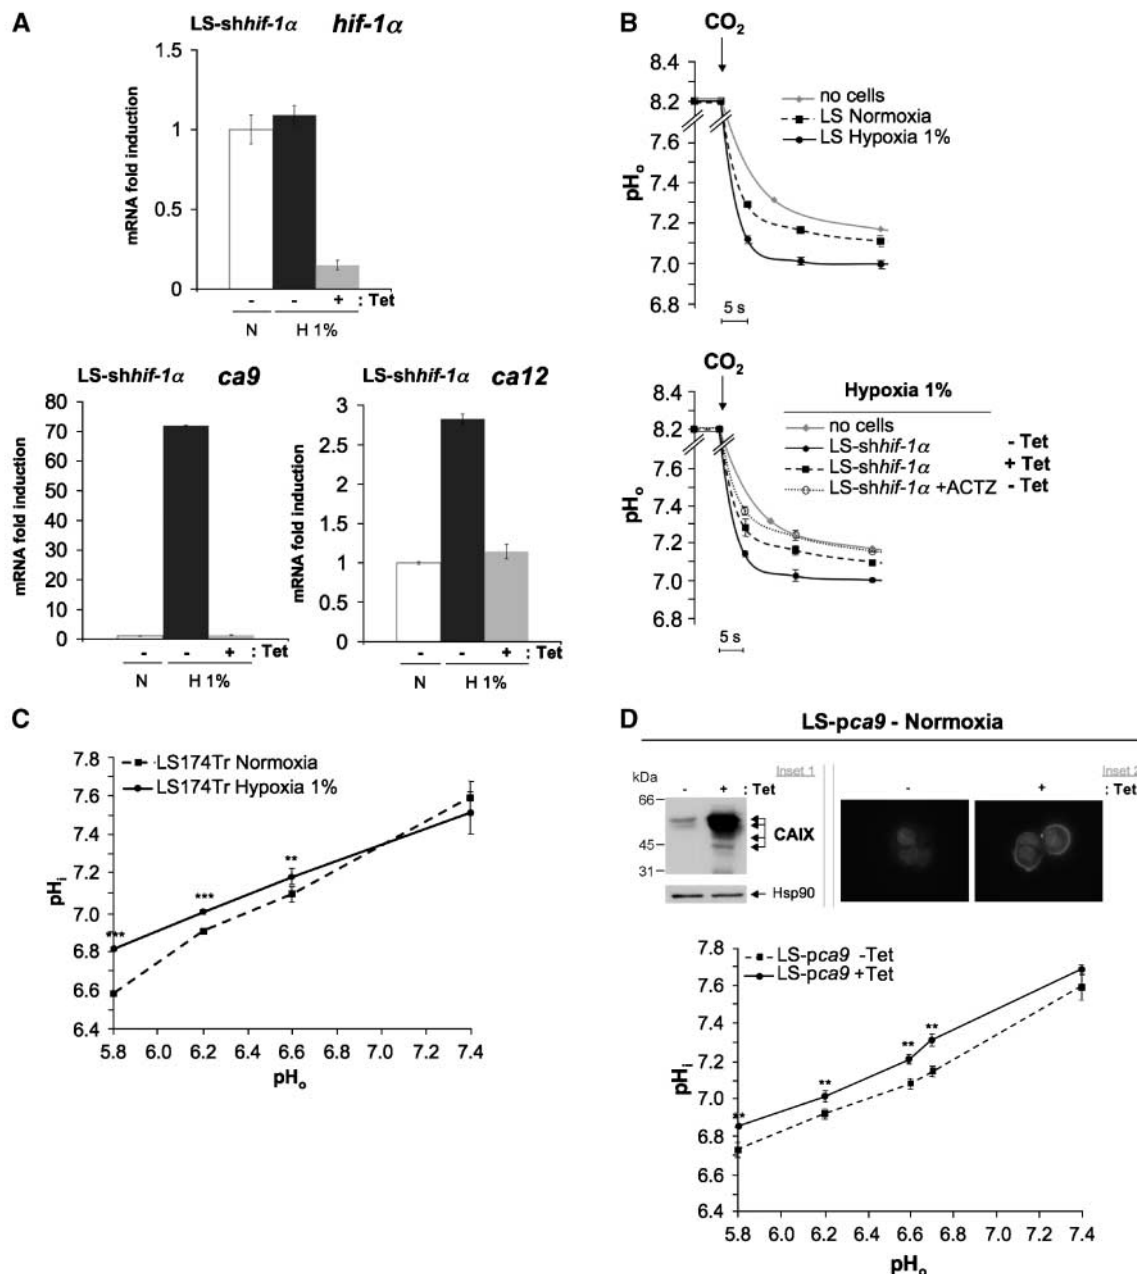 A
LS-shhif-1α hif-1α
mRNA fold induction
1.5
1
0.5
0
- - + : Tet
N H 1%
LS-shhif-1α ca9
mRNA fold induction
80
70
60
50
40
30
20
10
0
- - + : Tet
N H 1%
LS-shhif-1α ca12
mRNA fold induction
3
2.5
2
1.5
1
0.5
0
- - + : Tet
N H 1%
B
CO2
pHo
8.4
8.2
7.6
7.4
7.2
7.0
6.8
no cells
LS Normoxia
LS Hypoxia 1%
5 s
CO2
Hypoxia 1%
pHo
8.4
8.2
7.6
7.4
7.2
7.0
6.8
no cells
LS-shhif-1α - Tet
LS-shhif-1α + Tet
LS-shhif-1α +ACTZ - Tet
5 s
C
LS174Tr Normoxia
LS174Tr Hypoxia 1%
pHi
7.8
7.6
7.4
7.2
7.0
6.8
6.6
6.4
*** *** **
5.8 6.0 6.2 6.6 7.0 7.2 7.4
pHo
D
LS-pca9 - Normoxia
Inset 1
kDa - + : Tet
66
45
31
CAIX
Hsp90
Inset 2
- + : Tet
LS-pca9 -Tet
LS-pca9 +Tet
pHi
7.8
7.6
7.4
7.2
7.0
6.8
6.6
6.4
** ** ** **
5.8 6.0 6.2 6.4 6.6 6.8 7.0 7.2 7.4
pHo